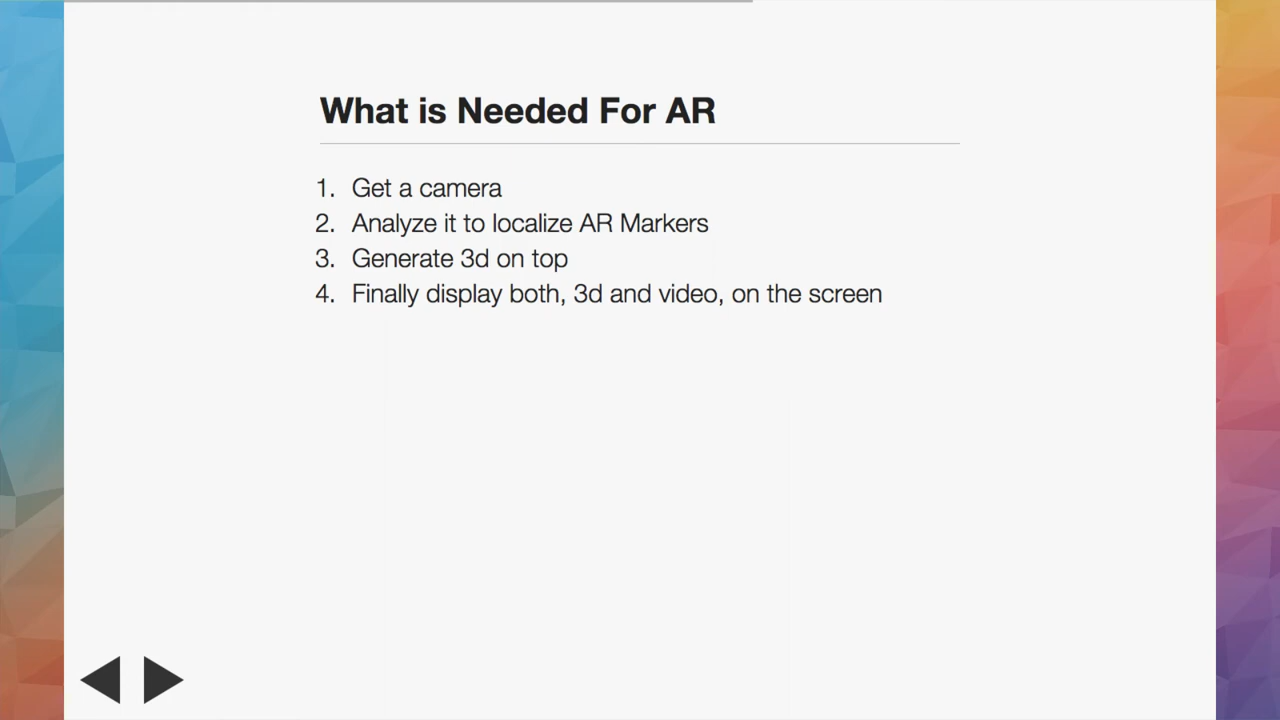 What is Needed For AR
1. Get a camera
2. Analyze it to localize AR Markers
3. Generate 3d on top
4. Finally display both, 3d and video, on the screen